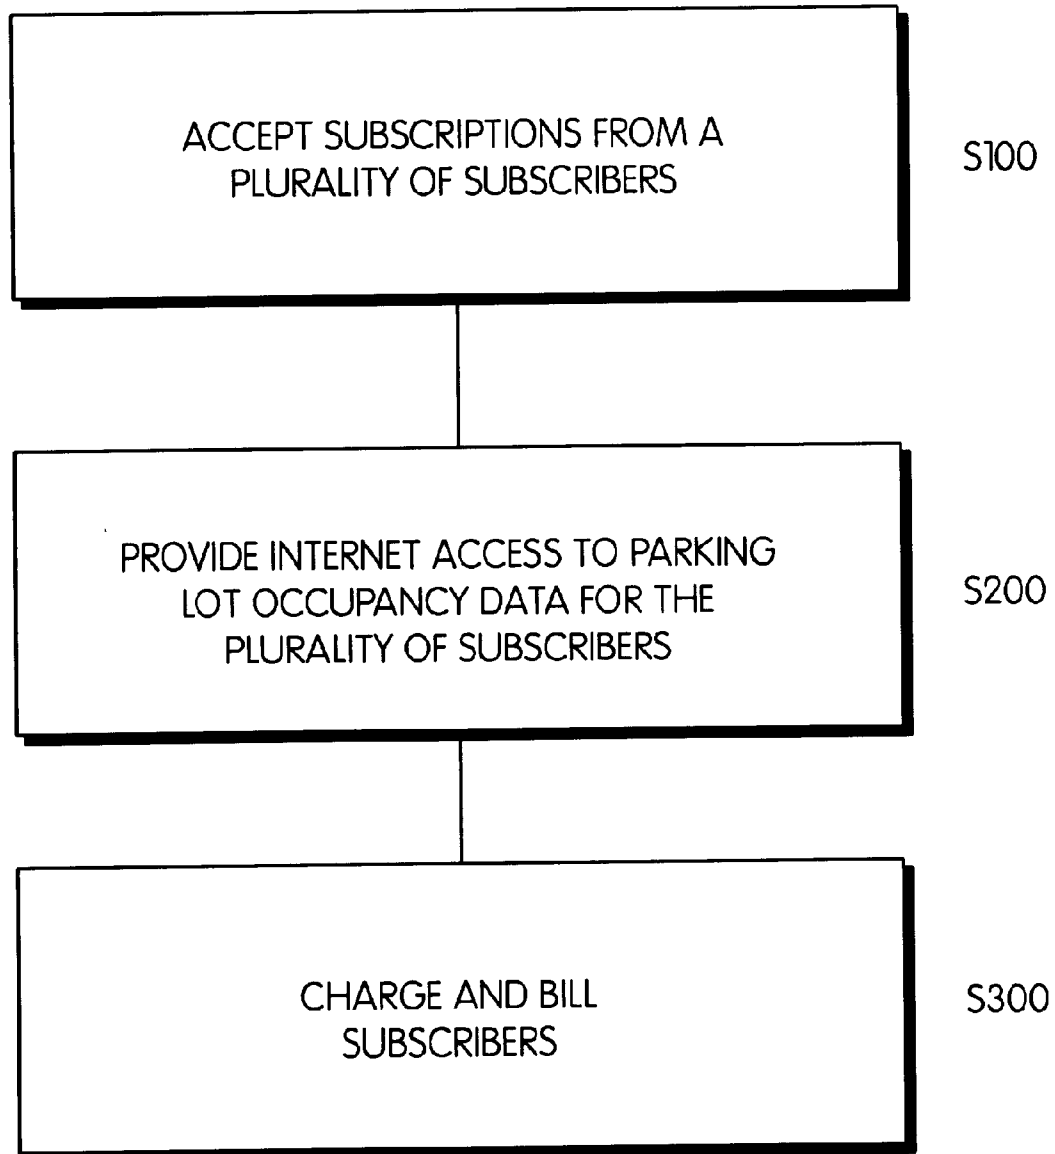 ACCEPT SUBSCRIPTIONS FROM A
PLURALITY OF SUBSCRIBERS
S100
PROVIDE INTERNET ACCESS TO PARKING
LOT OCCUPANCY DATA FOR THE
PLURALITY OF SUBSCRIBERS
S200
CHARGE AND BILL
SUBSCRIBERS
S300